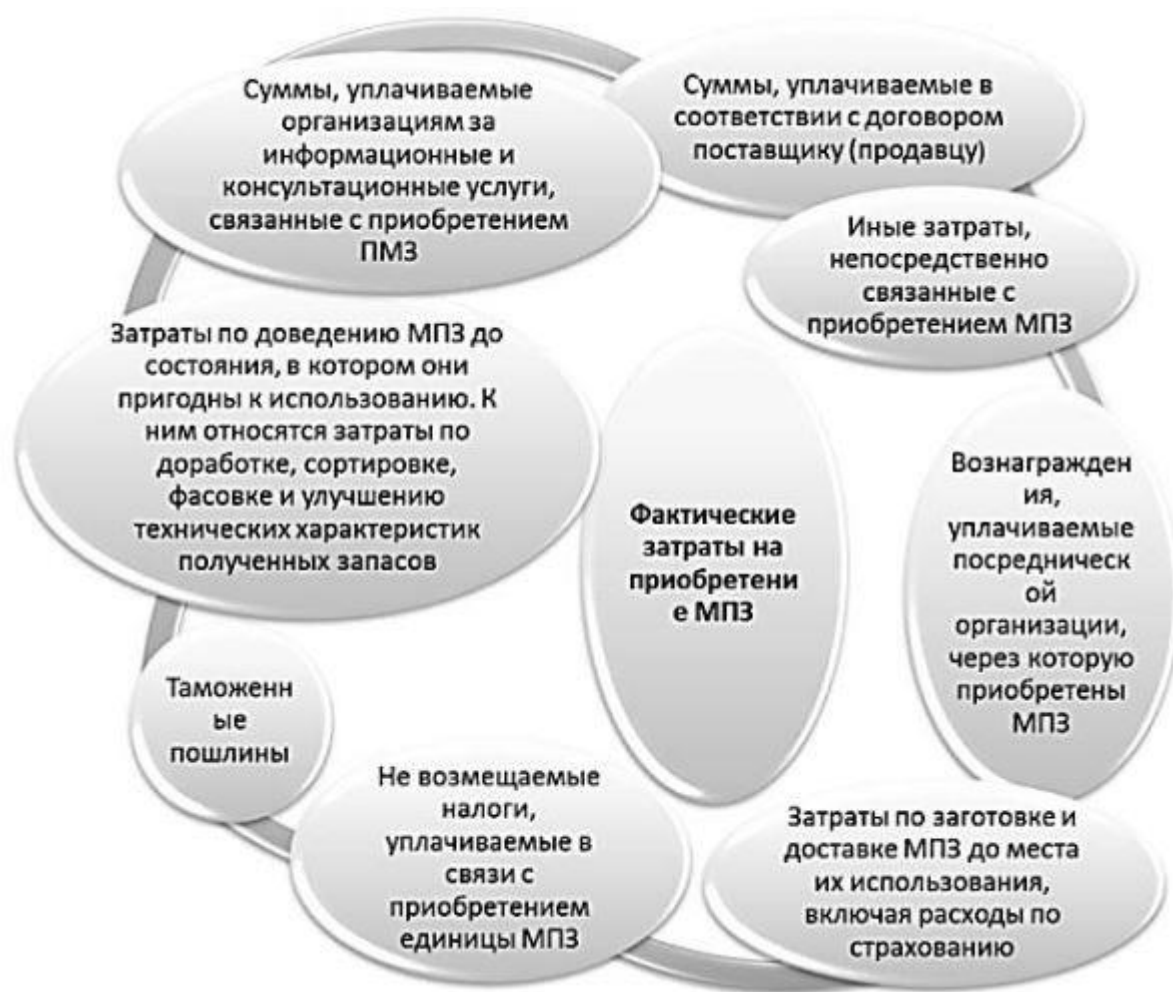 Суммы, уплачиваемые
организациям за
информационные и
консультационные услуги,
связанные с приобретением
ПМЗ
Суммы, уплачиваемые в
соответствии с договором
поставщику (продавцу)
Иные затраты,
непосредственно
связанные с
приобретением МПЗ
Затраты по доведению МПЗ до
состояния, в котором они
пригодны к использованию. К
ним относятся затраты по
доработке, сортировке,
фасовке и улучшению
технических характеристик
полученных запасов
Фактические
затраты на
приобретени
е МПЗ
Вознагражден
ия,
уплачиваемые
посредническ
ой
организации,
через которую
приобретены
МПЗ
Таможенн
ые
пошлины
Не возмещаемые
налоги,
уплачиваемые в
связи с
приобретением
единицы МПЗ
Затраты по заготовке и
доставке МПЗ до места
их использования,
включая расходы по
страхованию